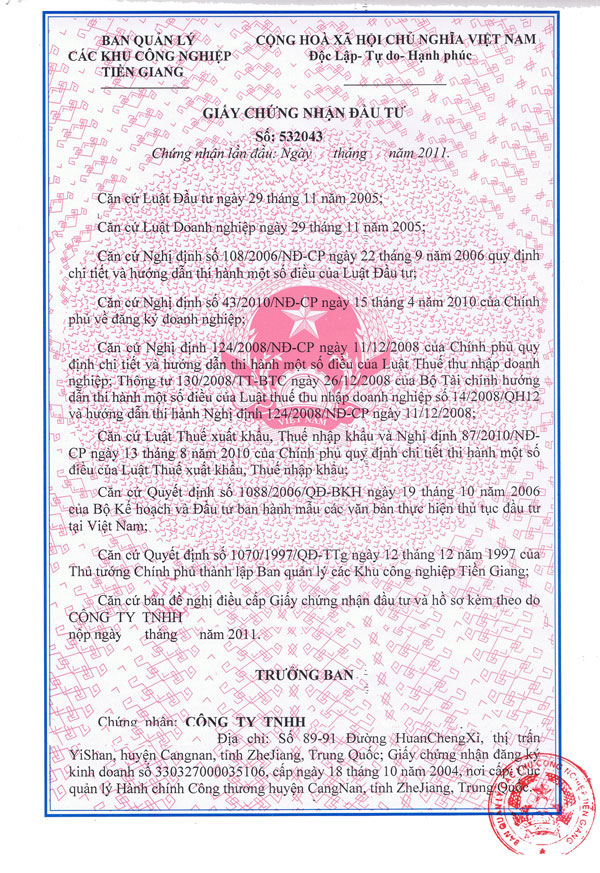 BAN QUẢN LÝ
CÁC KHU CÔNG NGHIỆP
TIỀN GIANG
CỘNG HOÀ XÃ HỘI CHỦ NGHĨA VIỆT NAM
Độc Lập- Tự do- Hạnh phúc
GIẤY CHỨNG NHẬN ĐẦU TƯ
Số: 532043
Chứng nhận lần đầu: Ngày tháng năm 2011.
Căn cứ Luật Đầu tư ngày 29 tháng 11 năm 2005;
Căn cứ Luật Doanh nghiệp ngày 29 tháng 11 năm 2005;
Căn cứ Nghị định số 108/2006/NĐ-CP ngày 22 tháng 9 năm 2006 quy định
chi tiết và hướng dẫn thi hành một số điều của Luật Đầu tư;
Căn cứ Nghị định số 43/2010/NĐ-CP ngày 15 tháng 4 năm 2010 của Chính
phủ về đăng ký doanh nghiệp;
Căn cứ Nghị định 124/2008/NĐ-CP ngày 11/12/2008 của Chính phủ quy
định chi tiết và hướng dẫn thi hành một số điều của Luật Thuế thu nhập doanh
nghiệp; Thông tư 130/2008/TT-BTC ngày 26/12/2008 của Bộ Tài chính hướng
dẫn thi hành một số điều của Luật thuế thu nhập doanh nghiệp số 14/2008/QH12
và hướng dẫn thi hành Nghị định 124/2008/NĐ-CP ngày 11/12/2008;
VIỆT NAM
Căn cứ Luật Thuế xuất khẩu, Thuế nhập khẩu và Nghị định 87/2010/NĐ-
CP ngày 13 tháng 8 năm 2010 của Chính phủ quy định chi tiết thi hành một số
điều của Luật Thuế xuất khẩu, Thuế nhập khẩu;
Căn cứ Quyết định số 1088/2006/QĐ-BKH ngày 19 tháng 10 năm 2006
của Bộ Kế hoạch và Đầu tư ban hành mẫu các văn bản thực hiện thủ tục đầu tư
tại Việt Nam;
Căn cứ Quyết định số 1070/1997/QĐ-TTg ngày 12 tháng 12 năm 1997 của
Thủ tướng Chính phủ thành lập Ban quản lý các Khu công nghiệp Tiền Giang;
Căn cứ bản đề nghị điều cấp Giấy chứng nhận đầu tư và hồ sơ kèm theo do
CÔNG TY TNHH
nộp ngày tháng năm 2011.
TRƯỞNG BAN
Chứng nhận: CÔNG TY TNHH
Địa chỉ: Số 89-91 Đường HuanChengXi, thị trấn
YiShan, huyện Cangnan, tỉnh ZheJiang, Trung Quốc; Giấy chứng nhận đăng ký
kinh doanh số 330327000035106, cấp ngày 18 tháng 10 năm 2004, nơi cấp: Cục
quản lý Hành chính Công thương huyện CangNan, tỉnh ZheJiang, Trung Quốc.
BAN QUẢN LÝ CÁC KHU CÔNG NGHIỆP TIỀN GIANG